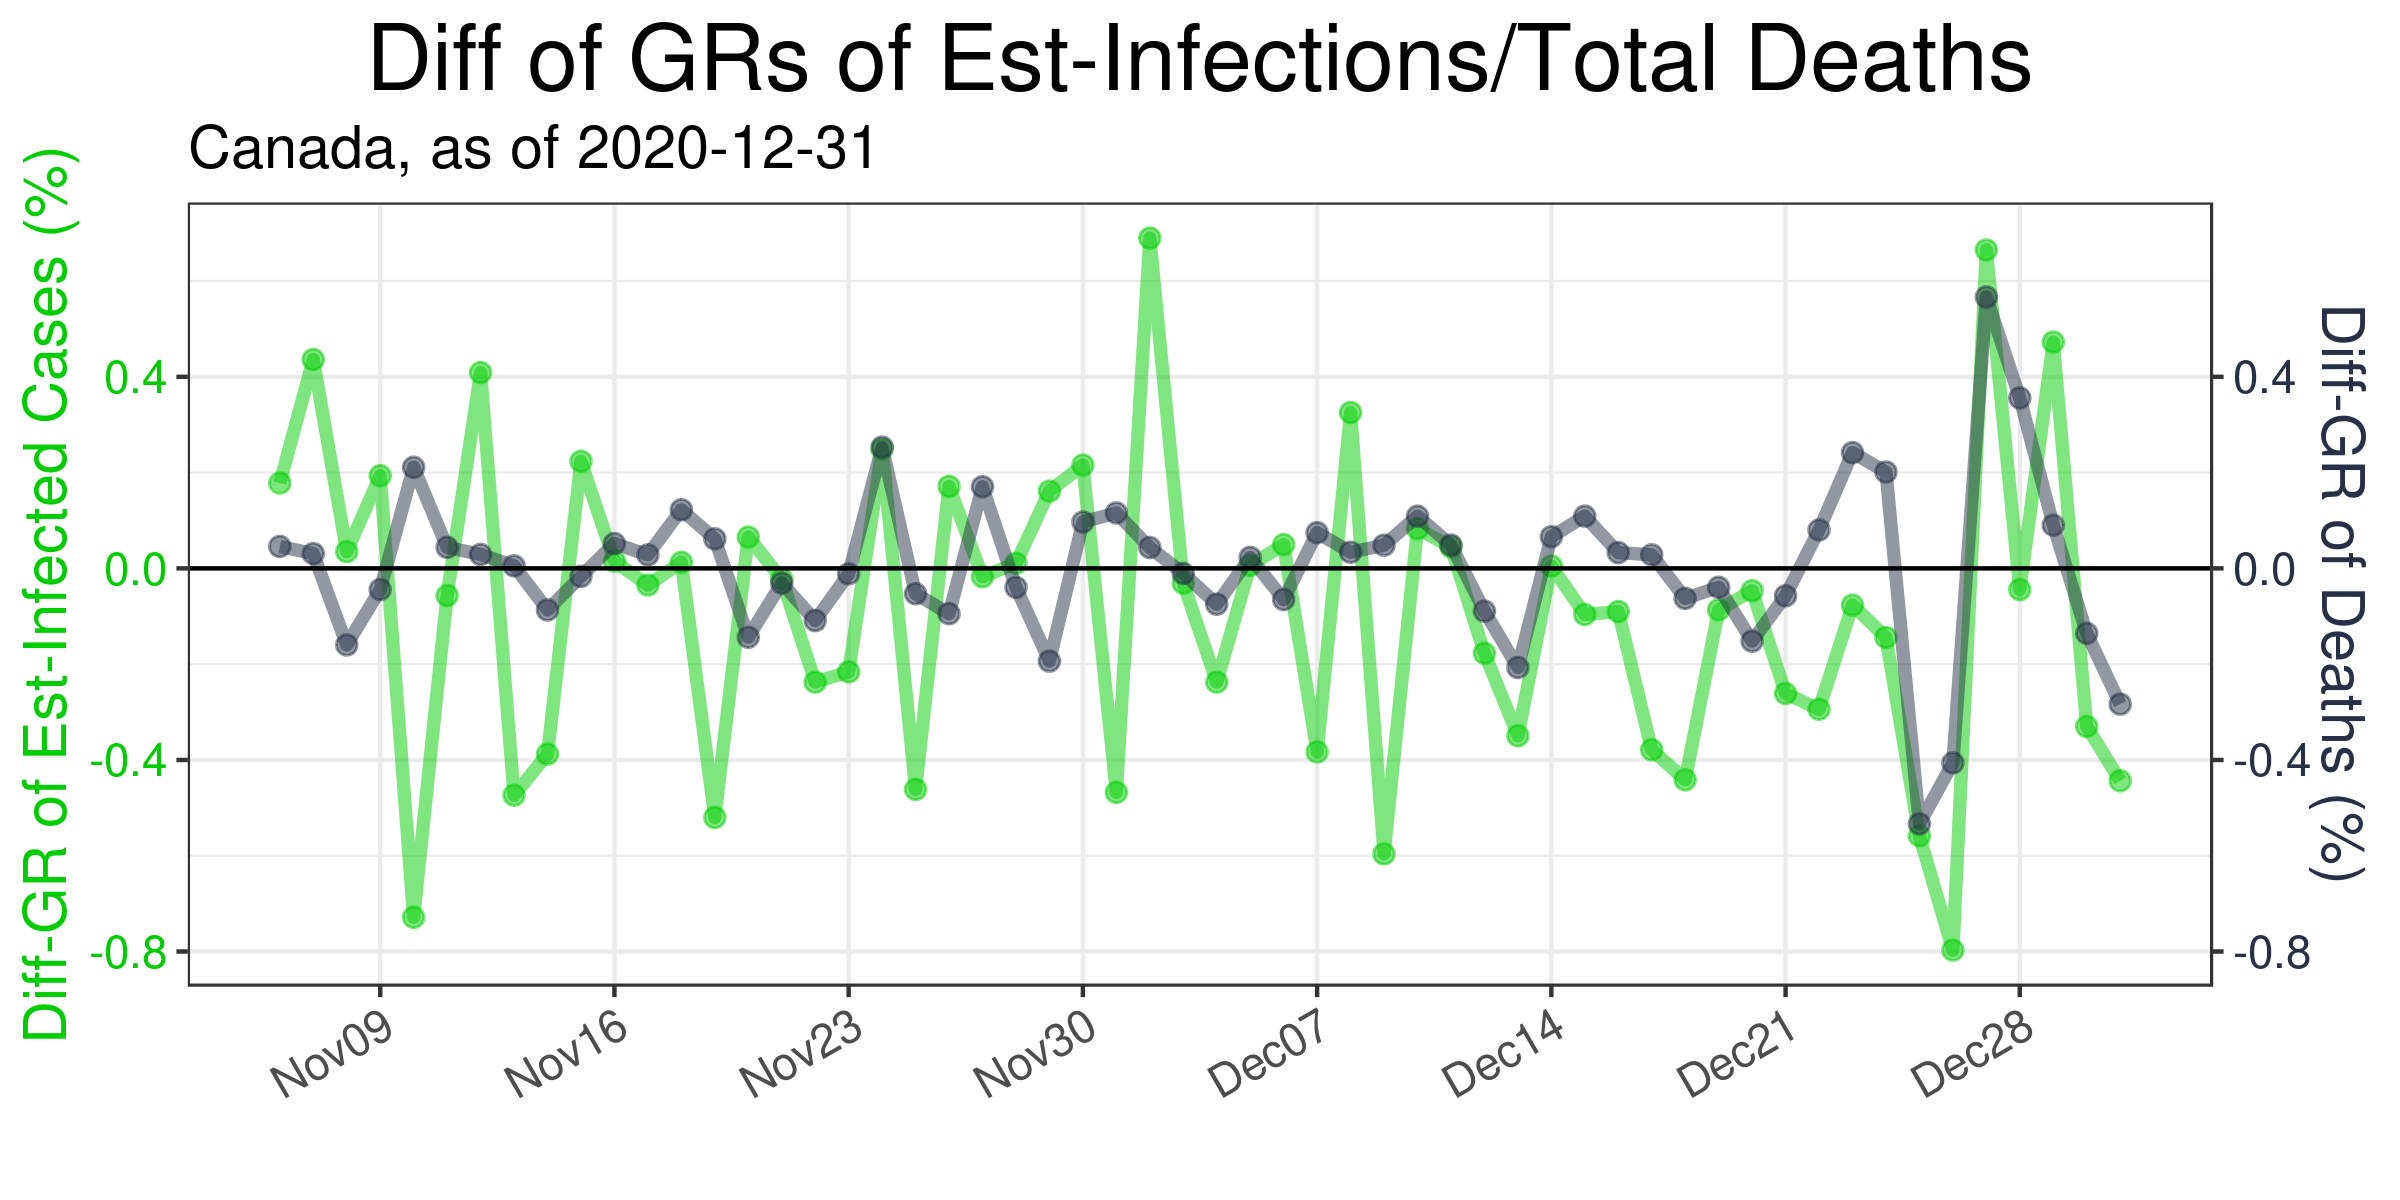 Diff of GRs of Est-Infections/Total Deaths
Canada, as of 2020-12-31
Diff-GR of Est-Infected Cases (%)
0.4
0.0
-0.4
-0.8
0.4
0.0
-0.4
-0.8
Diff-GR of Deaths (%)
Nov09
Nov16
Nov23
Nov30
Dec07
Dec14
Dec21
Dec28